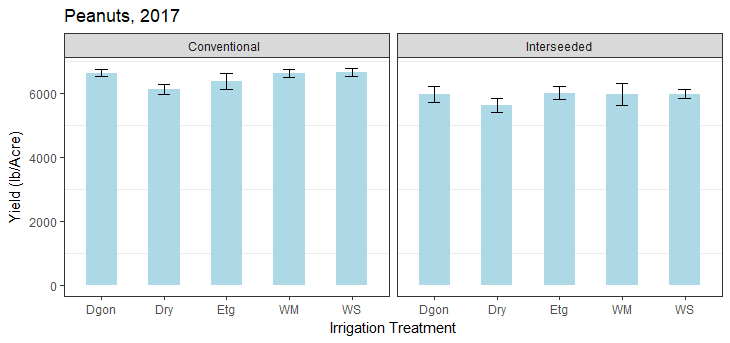 Peanuts, 2017
Conventional Interseeded
Yield (lb/Acre)
6000
4000
2000
0
Dgon Dry Etg WM WS Dgon Dry Etg WM WS
Irrigation Treatment